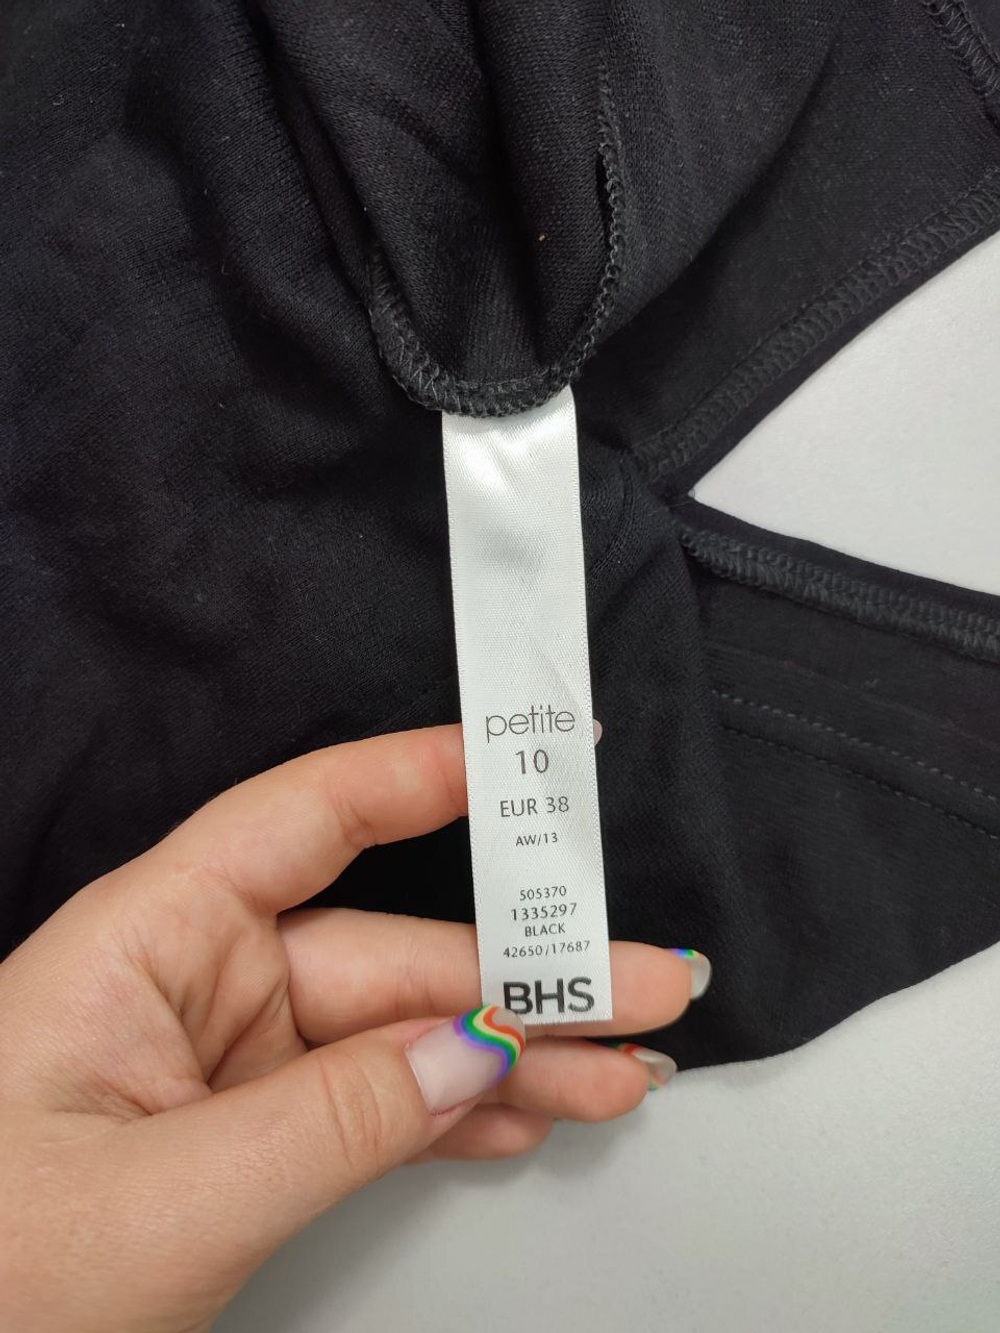 petite
10
EUR 38
AW/13
505370
1335297
BLACK
42650/17687
BHS